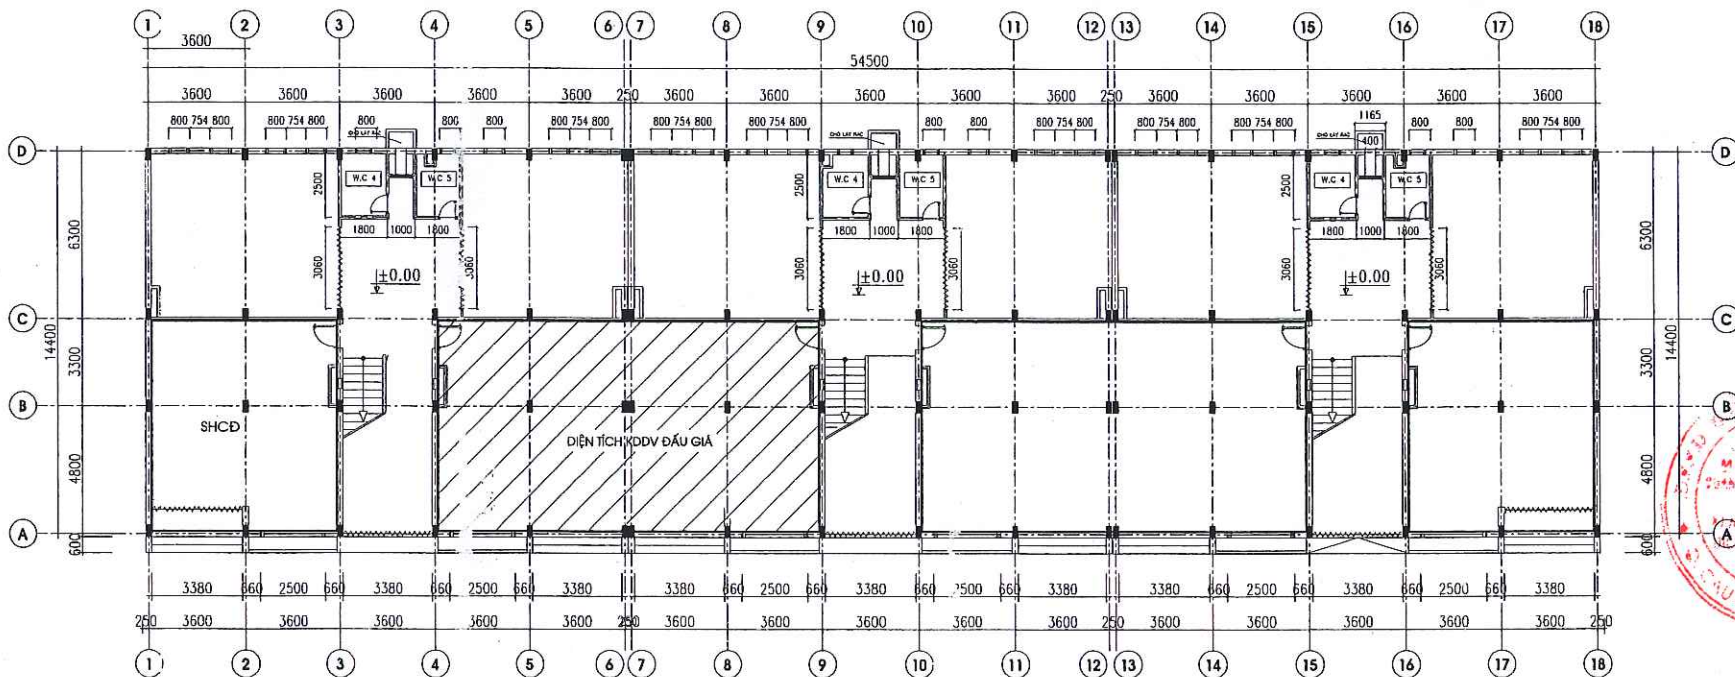 1 2 3 4 5 6 7 8 9 10 11 12 13 14 15 16 17 18
3600
54500
3600 3600 3600 3600 3600 250 3600 3600 3600 3600 3600 250 3600 3600 3600 3600 3600
800 754 800 800 754 800 800 800 800 800 754 800 800 754 800 800 754 800 800 800 800 754 800 800 754 800 800 754 800 1165 800 800 800 754 800
CHỖ LẤY RÁC CHỖ LẤY RÁC CHỖ LẤY RÁC 400
D D
W.C 4 W.C 5 W.C 4 W.C 5 W.C 4 W.C 5
2500 2500 2500
1800 1000 1800 1800 1000 1800 1800 1000 1800
6300 6300
3060 3060 3060 3060 3060 3060
±0.00 ±0.00 ±0.00
C C
14400 3300 3300 14400
B B
SHCĐ
DIỆN TÍCH KDDV ĐẤU GIÁ
4800 4800
A A
600 600
3380 660 2500 660 3380 660 2500 660 3380 3380 660 2500 660 3380 660 2500 660 3380 3380 660 2500 660 3380 660 2500 660 3380
250 3600 3600 3600 3600 3600 250 3600 3600 3600 3600 3600 250 3600 3600 3600 3600 3600 250
1 2 3 4 5 6 7 8 9 10 11 12 13 14 15 16 17 18